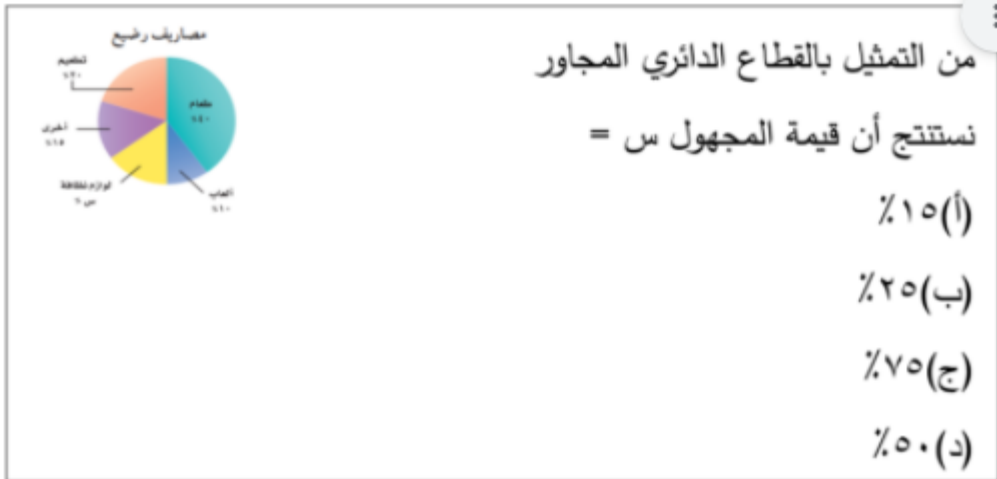 من التمثيل بالقطاع الدائري المجاور
نستنتج أن قيمة المجهول س =
(أ)١٥٪
(ب)٢٥٪
(ج)٧٥٪
(د)٥٠٪
مصاريف رضيع
تطعيم
٢٠٪
طعام
٤٠٪
أخرى
١٥٪
لوازم نظافة
س ٪
ألعاب
١٠٪